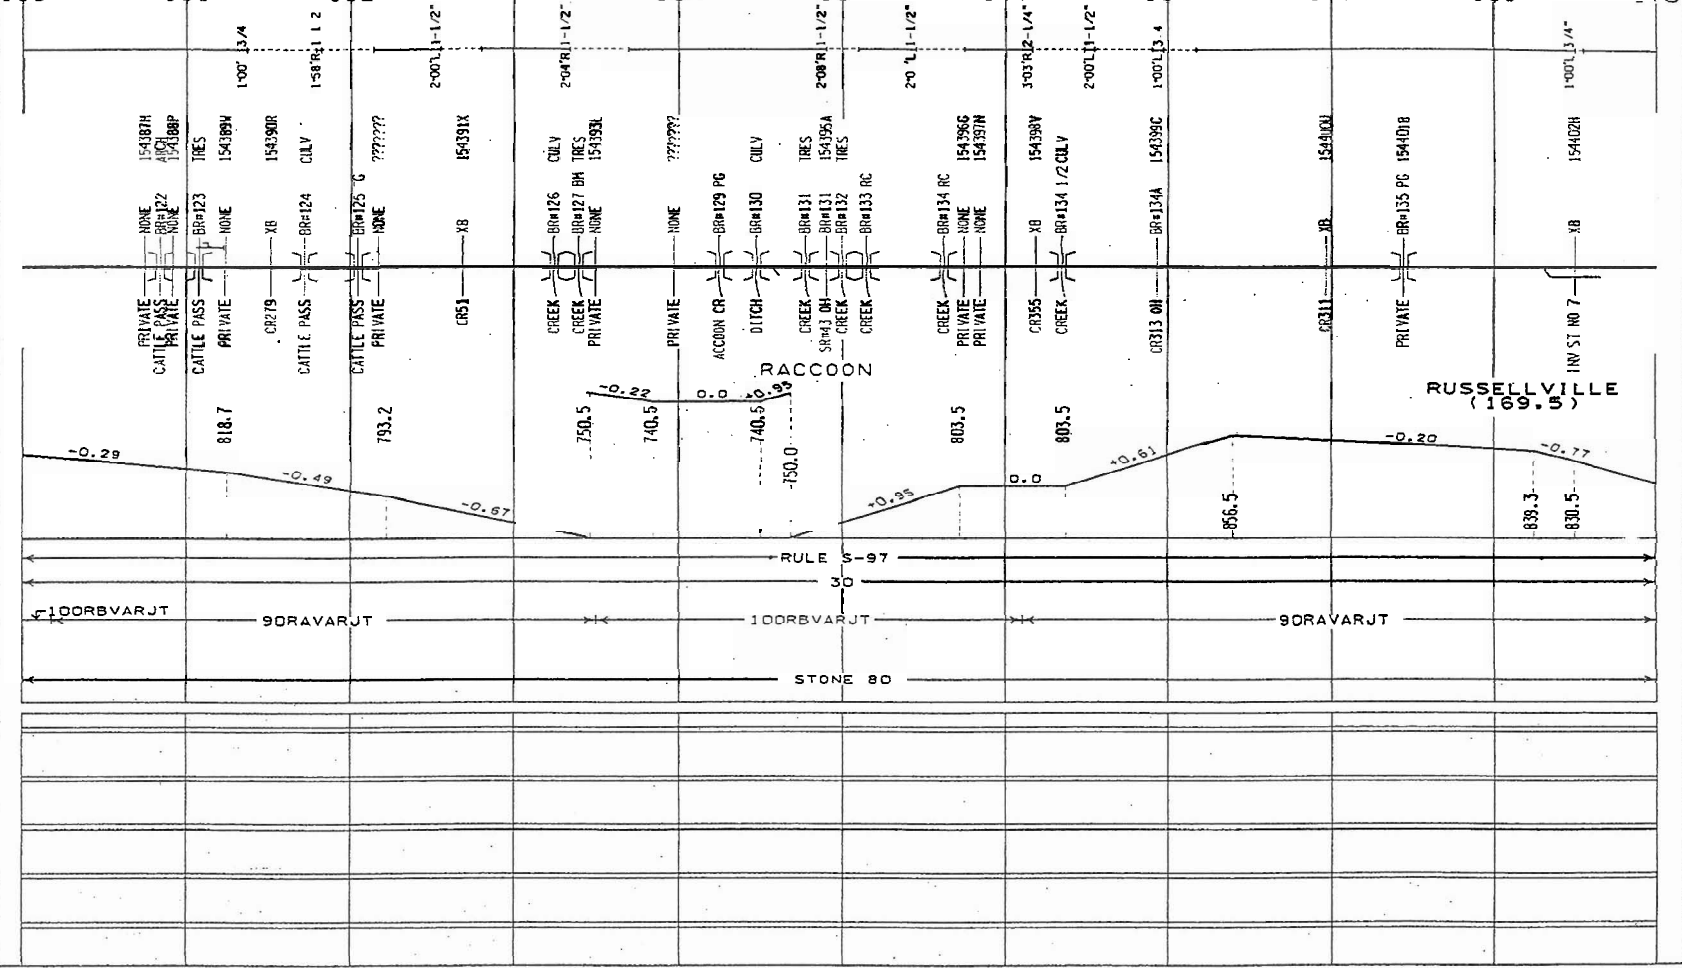 1-1/2"
2-1/4"
1-1/2"
2°00'L 1-1/2"
2°04'R 1-1/2"
2°08'R 1-1/2"
3°03'R 2-1/4"
2°00'L 1-1/2"
1°00'L 3/4"
154387H
ARCH
154388P
TRES
154389W
154390R
CULV
???????
154391X
CULV
TRES
154393L
???????
CULV
TRES
154395A
TRES
154396G
154397N
154398V
CULV
154399C
154400U
154401B
154402H
NONE
BR#122
NONE
BR#123
NONE
XB
BR#124
BR#125 G
NONE
XB
BR#126
BR#127 BM
NONE
NONE
BR#129 PG
BR#130
BR#131
BR#131
BR#132
BR#133 RC
BR#134 RC
NONE
NONE
XB
BR#134 1/2
BR#134A
XB
BR#135 PG
XB
PRIVATE
CATTLE PASS
PRIVATE
CATTLE PASS
PRIVATE
CR279
CATTLE PASS
CATTLE PASS
PRIVATE
CR51
CREEK
CREEK
PRIVATE
PRIVATE
ACCOON CR
DITCH
CREEK
SR#43 OH
CREEK
CREEK
CREEK
PRIVATE
PRIVATE
CR355
CREEK
CR313 OH
CR311
PRIVATE
INV ST NO 7
RACCOON
RUSSELLVILLE
(169.5)
-0.22 0.0 +0.95
818.7 793.2 750.5 740.5 740.5 750.0 803.5 803.5
-0.29 -0.49 -0.67 +0.95 0.0 +0.61 -0.20 -0.77
856.5 839.3 830.5
RULE S-97
30
100RBVARJT 90RAVARJT 100RBVARJT 90RAVARJT
STONE 80